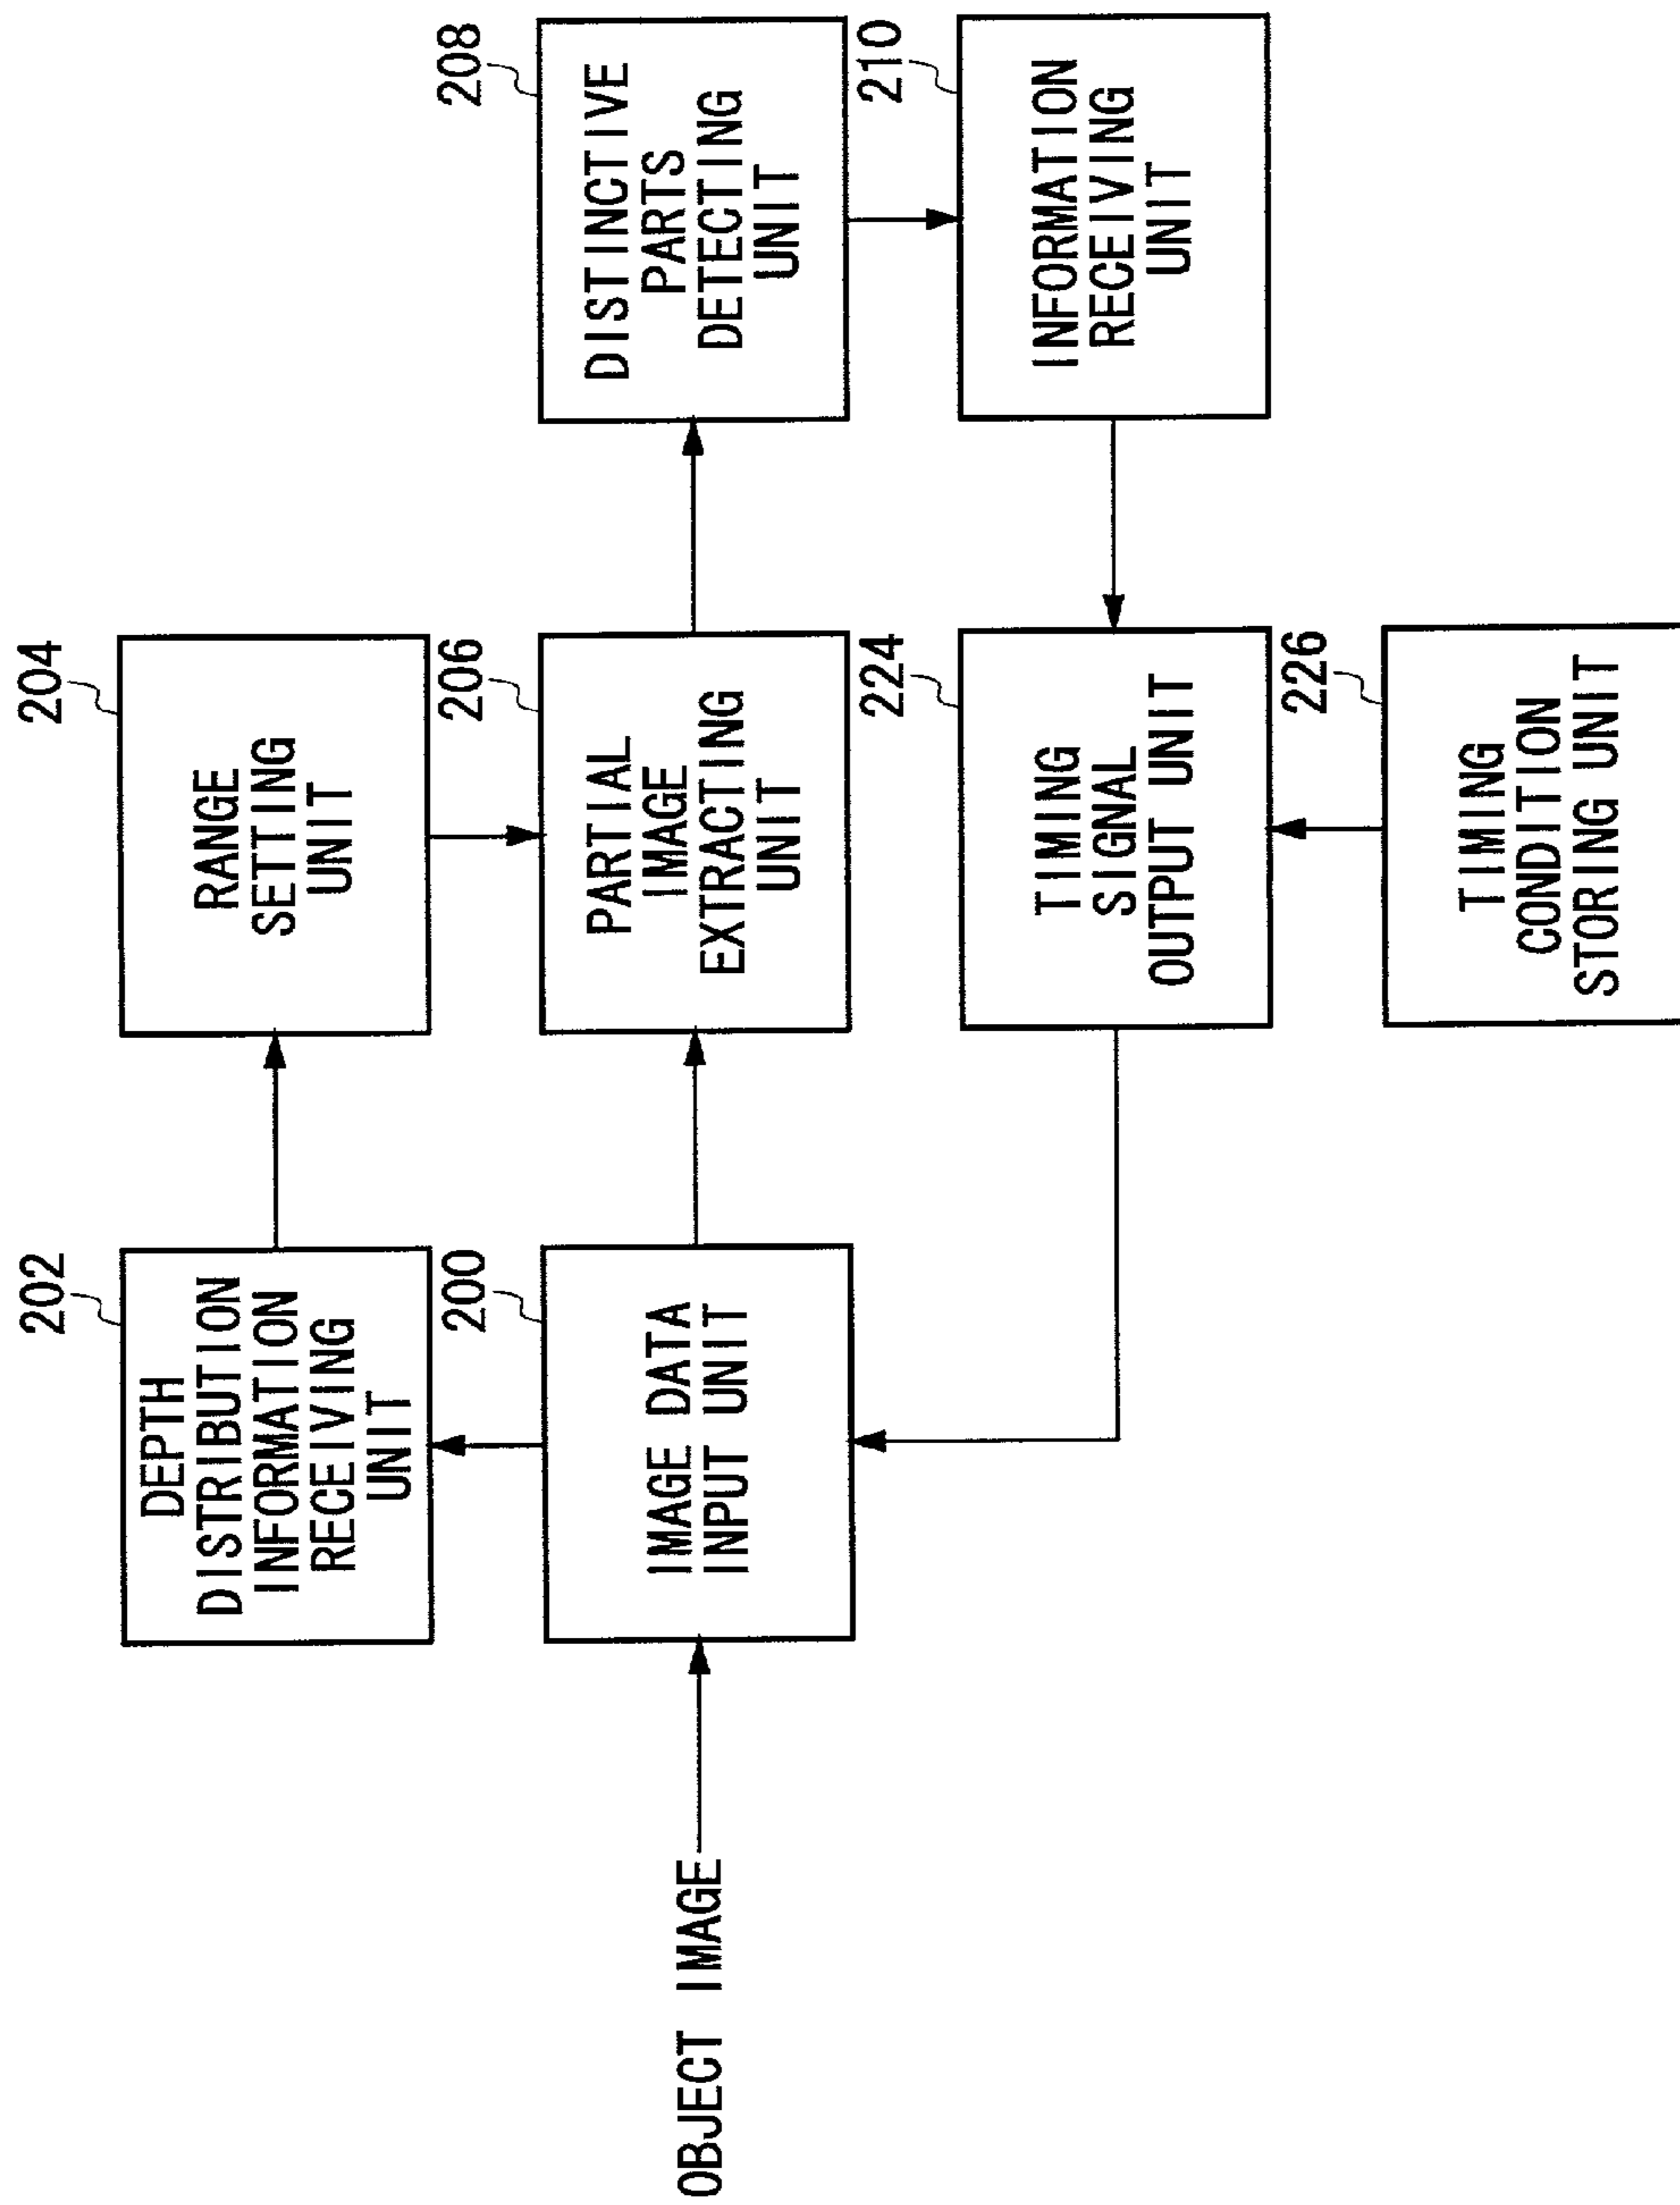 202
DEPTH
DISTRIBUTION
INFORMATION
RECEIVING
UNIT
204
RANGE
SETTING
UNIT
OBJECT IMAGE
200
IMAGE DATA
INPUT UNIT
206
PARTIAL
IMAGE
EXTRACTING
UNIT
208
DISTINCTIVE
PARTS
DETECTING
UNIT
224
TIMING
SIGNAL
OUTPUT UNIT
210
INFORMATION
RECEIVING
UNIT
226
TIMING
CONDITION
STORING UNIT